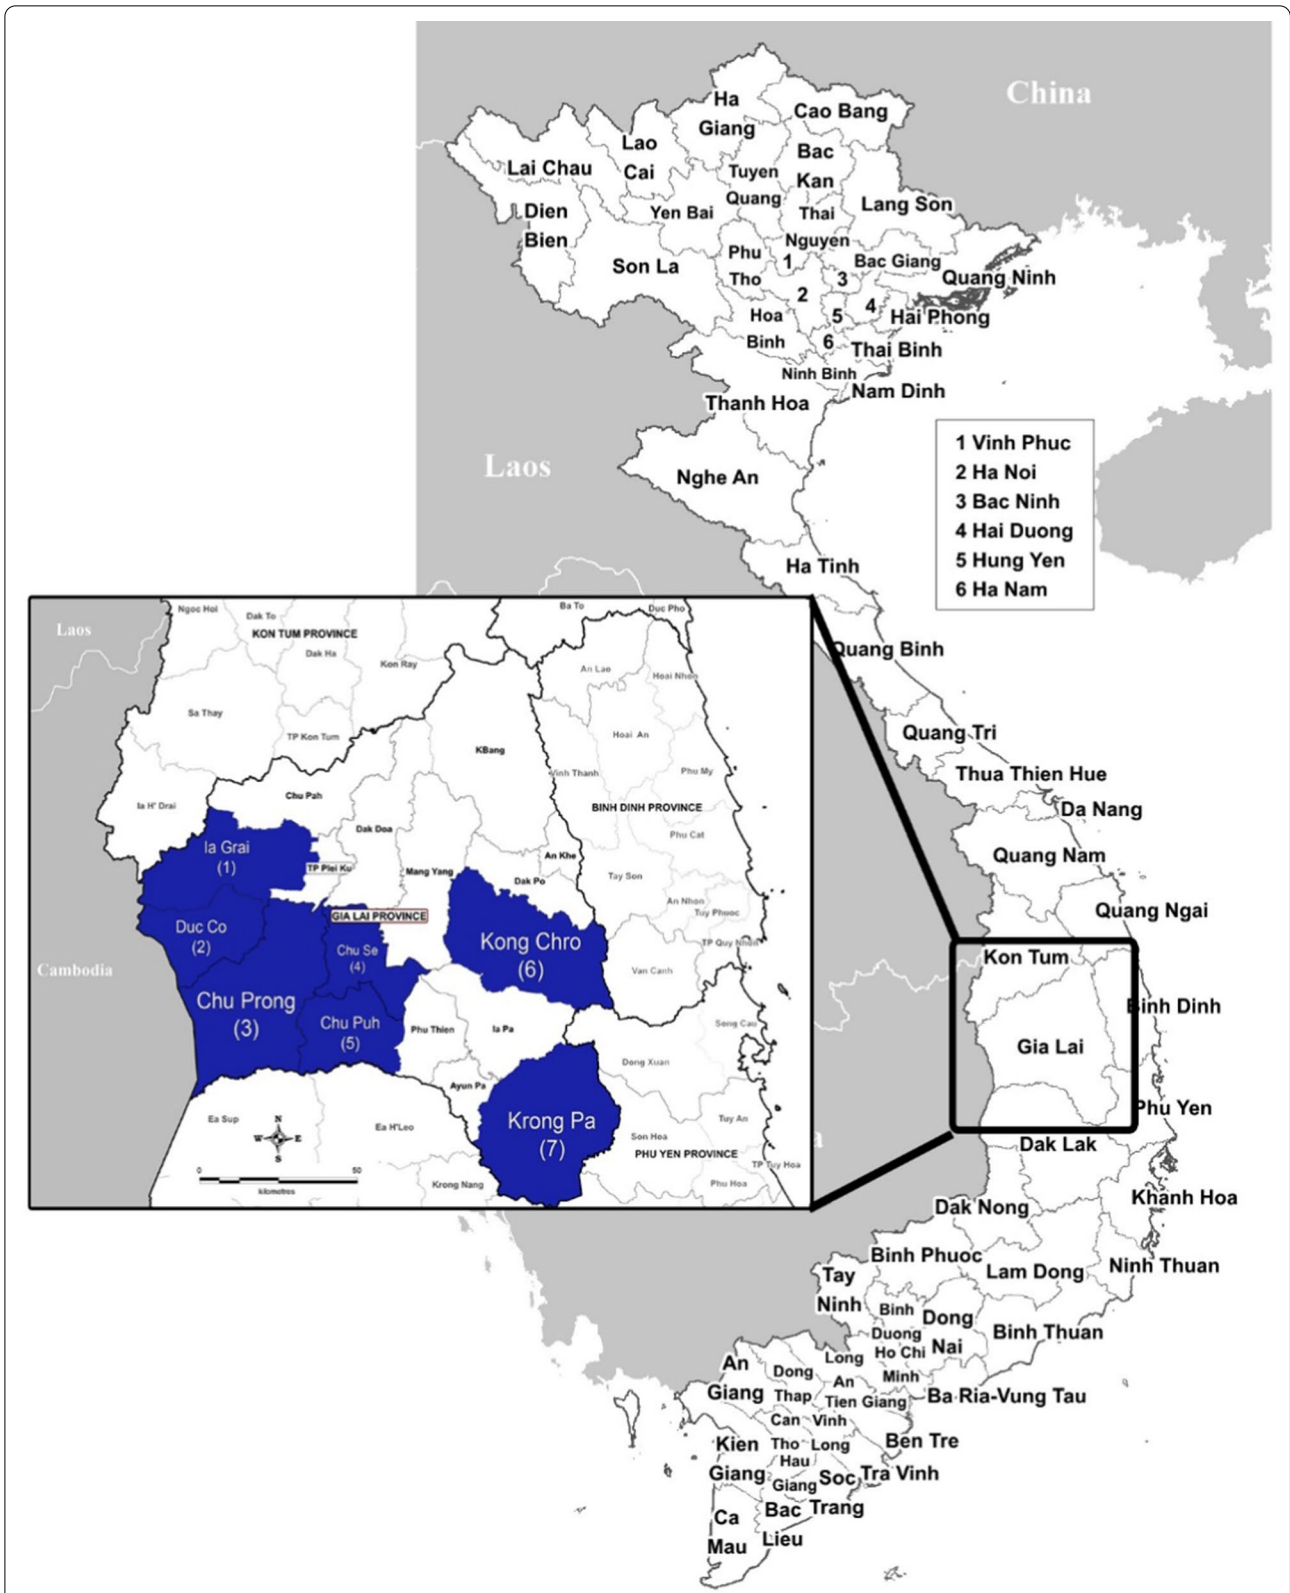 China
Ha
Giang
Cao Bang
Lao
Cai
Bac
Kan
Lai Chau
Tuyen
Quang
Thai
Nguyen
Lang Son
Dien
Bien
Yen Bai
Phu
Tho
1
Bac Giang
Son La
3
Quang Ninh
2
4
5
Hai Phong
Hoa
Binh
6
Thai Binh
Ninh Binh
Nam Dinh
Thanh Hoa
1 Vinh Phuc
2 Ha Noi
3 Bac Ninh
4 Hai Duong
5 Hung Yen
6 Ha Nam
Laos
Nghe An
Ha Tinh
Quang Binh
Quang Tri
Thua Thien Hue
Da Nang
Quang Nam
Quang Ngai
Kon Tum
Binh Dinh
Gia Lai
Phu Yen
Dak Lak
Khanh Hoa
Dak Nong
Binh Phuoc
Lam Dong
Ninh Thuan
Tay
Ninh
Binh
Duong
Dong
Nai
Binh Thuan
Ho Chi
Minh
Long
An
An
Giang
Dong
Thap
Tien Giang
Ba Ria-Vung Tau
Can
Tho
Vinh
Long
Ben Tre
Kien
Giang
Hau
Giang
Soc
Trang
Tra Vinh
Ca
Mau
Bac
Lieu
a
Laos
Ngoc Hoi
Dak To
KON TUM PROVINCE
Dak Ha
Kon Ray
Ba To
Duc Pho
An Lao
Hoai Nhon
Sa Thay
TP Kon Tum
KBang
Hoai An
Vinh Thanh
Phu My
Ia H' Drai
Chu Pah
BINH DINH PROVINCE
Dak Doa
Phu Cat
Ia Grai
(1)
TP Plei Ku
Mang Yang
An Khe
Dak Po
Tay Son
An Nhon
Tuy Phuoc
GIA LAI PROVINCE
Duc Co
(2)
Chu Se
(4)
Kong Chro
(6)
TP Quy Nhon
Van Canh
Cambodia
Chu Prong
(3)
Chu Puh
(5)
Phu Thien
Ia Pa
Song Cau
Dong Xuan
Ayun Pa
Krong Pa
(7)
Ea Sup
N
W
E
S
Ea H'Leo
Tuy An
Son Hoa
PHU YEN PROVINCE
TP Tuy Hoa
Phu Hoa
Krong Nang
0
50
kilometres